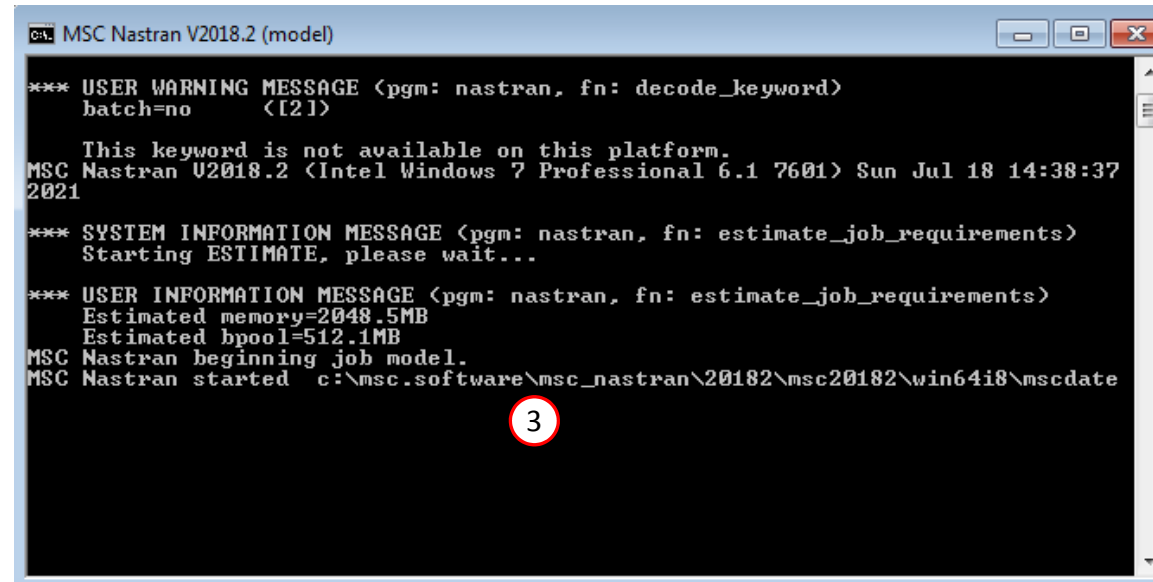 MSC Nastran V2018.2 (model)
*** USER WARNING MESSAGE (pgm: nastran, fn: decode_keyword)
batch=no ([2])
This keyword is not available on this platform.
MSC Nastran V2018.2 (Intel Windows 7 Professional 6.1 7601) Sun Jul 18 14:38:37
2021
*** SYSTEM INFORMATION MESSAGE (pgm: nastran, fn: estimate_job_requirements)
Starting ESTIMATE, please wait...
*** USER INFORMATION MESSAGE (pgm: nastran, fn: estimate_job_requirements)
Estimated memory=2048.5MB
Estimated bpool=512.1MB
MSC Nastran beginning job model.
MSC Nastran started c:\msc.software\msc_nastran\20182\msc20182\win64i8\mscdate
3